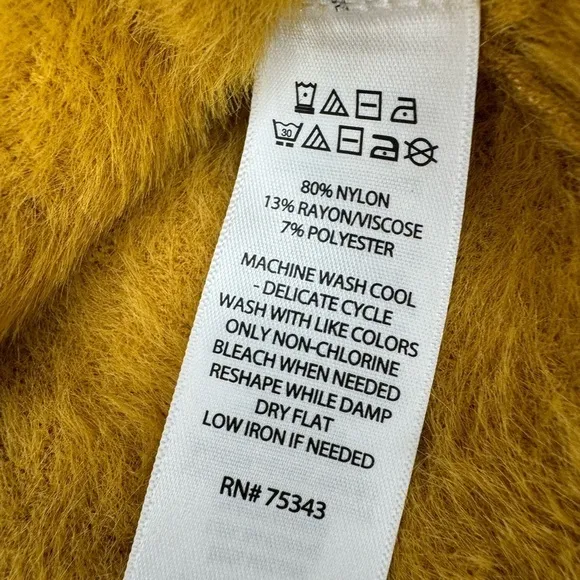 30
80% NYLON
13% RAYON/VISCOSE
7% POLYESTER
MACHINE WASH COOL
- DELICATE CYCLE
WASH WITH LIKE COLORS
ONLY NON-CHLORINE
BLEACH WHEN NEEDED
RESHAPE WHILE DAMP
DRY FLAT
LOW IRON IF NEEDED
RN# 75343